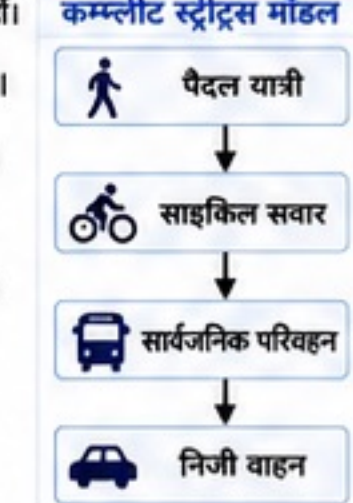 कम्प्लीट स्ट्रीट्स मॉडल
पैदल यात्री
साइकिल सवार
सार्वजनिक परिवहन
निजी वाहन